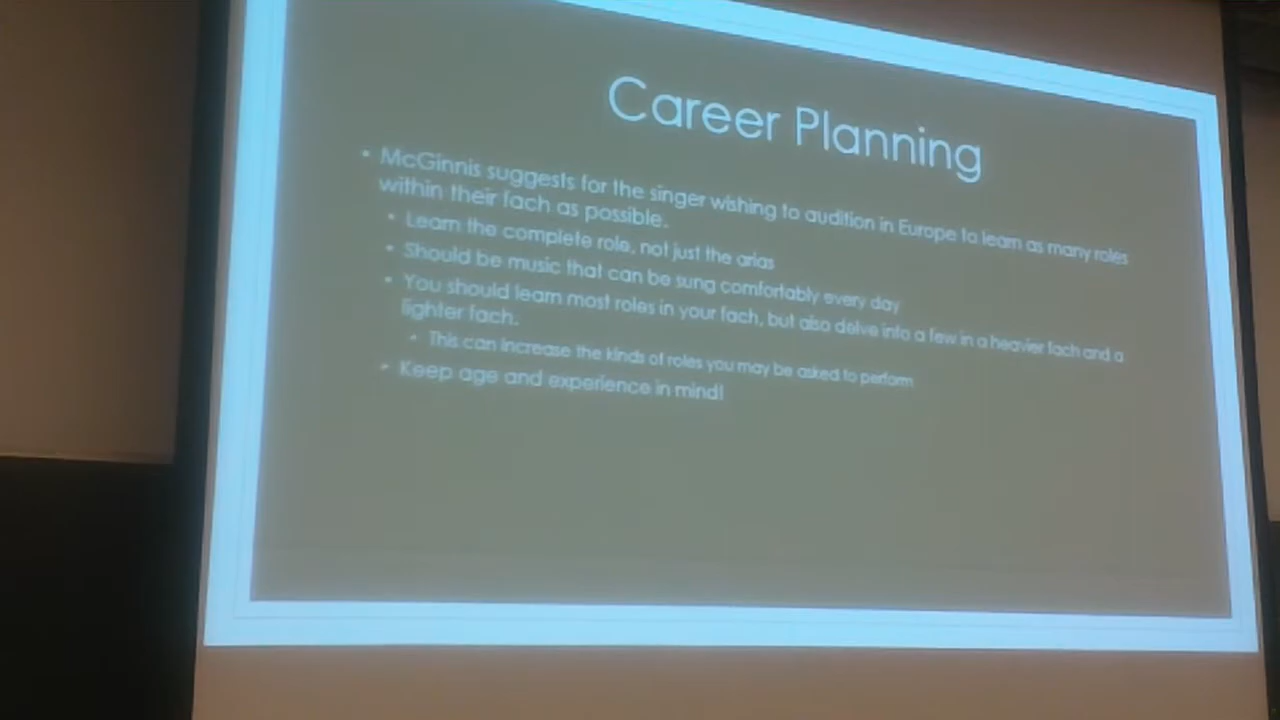 Career Planning
• McGinnis suggests for the singer wishing to audition in Europe to learn as many roles
within their fach as possible.
• Learn the complete role, not just the arias
• Should be music that can be sung comfortably every day
• You should learn most roles in your fach, but also delve into a few in a heavier fach and a
lighter fach.
• This can increase the kinds of roles you may be asked to perform
• Keep age and experience in mind!